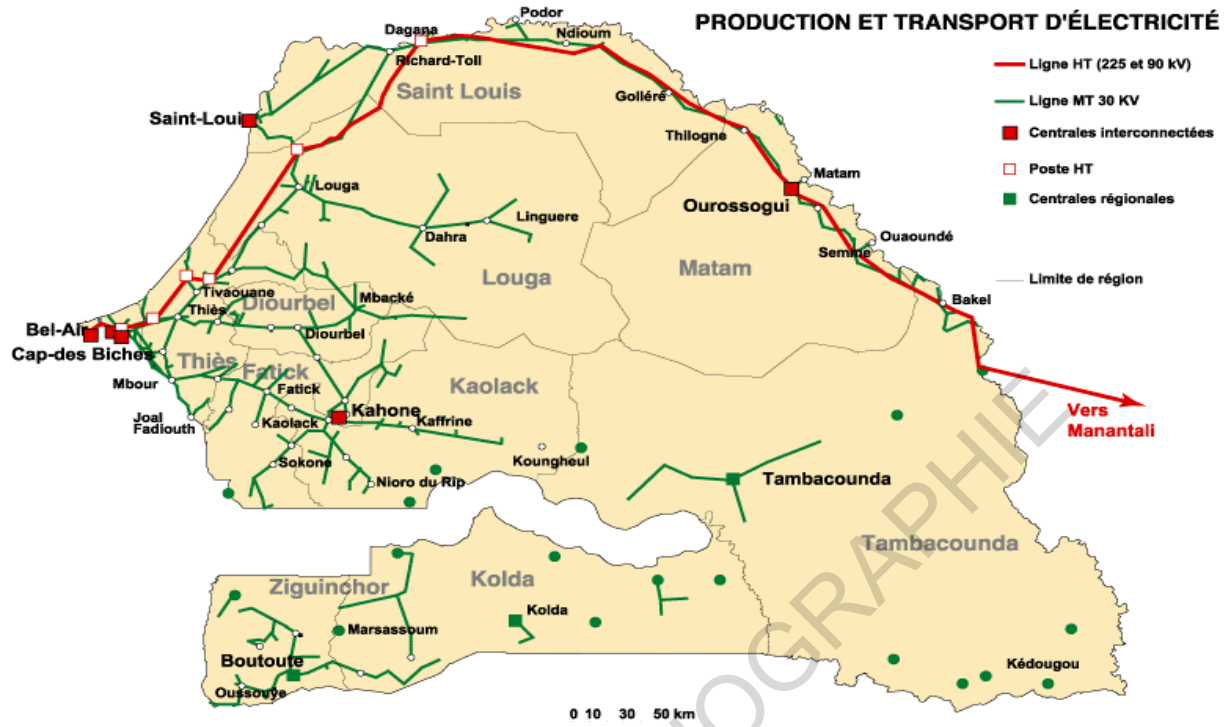 PRODUCTION ET TRANSPORT D'ÉLECTRICITÉ
Ligne HT (225 et 90 kV)
Ligne MT 30 KV
Centrales interconnectées
Poste HT
Centrales régionales
Limite de région
Podor
Dagana
Ndioum
Richard-Toll
Saint Louis
Golléré
Saint-Loui
Thilogne
Matam
Louga
Ourossogui
Linguere
Dahra
Ouaoundé
Semme
Matam
Louga
Tivaouane
Mbacké
Diourbel
Bakel
Thiès
Bel-Air
Diourbel
Cap-des Biches
Thiès
Fatick
Mbour
Kaolack
Fatick
Vers
Manantali
Joal
Fadiouth
Kahone
Kaolack
Kaffrine
Koungheul
Sokone
Nioro du Rip
Tambacounda
Tambacounda
Ziguinchor
Kolda
Kolda
Marsassoum
Boutoute
Kédougou
Oussouye
0 10 30 50 km
OGRAPHIE